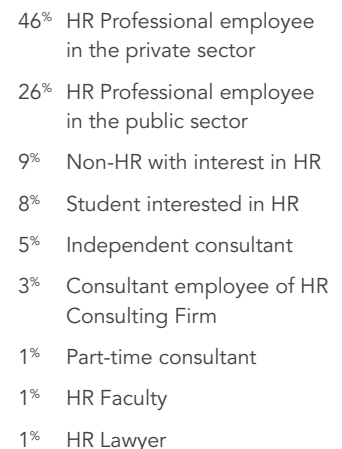 46% HR Professional employee
in the private sector
26% HR Professional employee
in the public sector
9% Non-HR with interest in HR
8% Student interested in HR
5% Independent consultant
3% Consultant employee of HR
Consulting Firm
1% Part-time consultant
1% HR Faculty
1% HR Lawyer